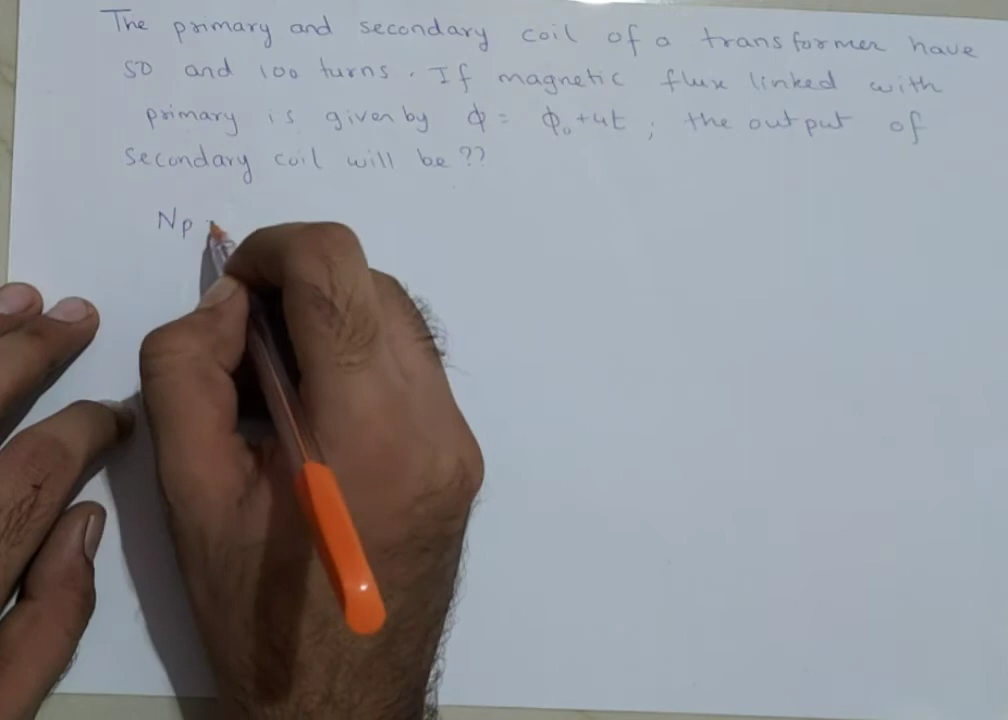 The primary and secondary coil of a transformer have
50 and 100 turns. If magnetic flux linked with
primary is given by ϕ = ϕ₀+4t ; the output of
secondary coil will be ??
Np